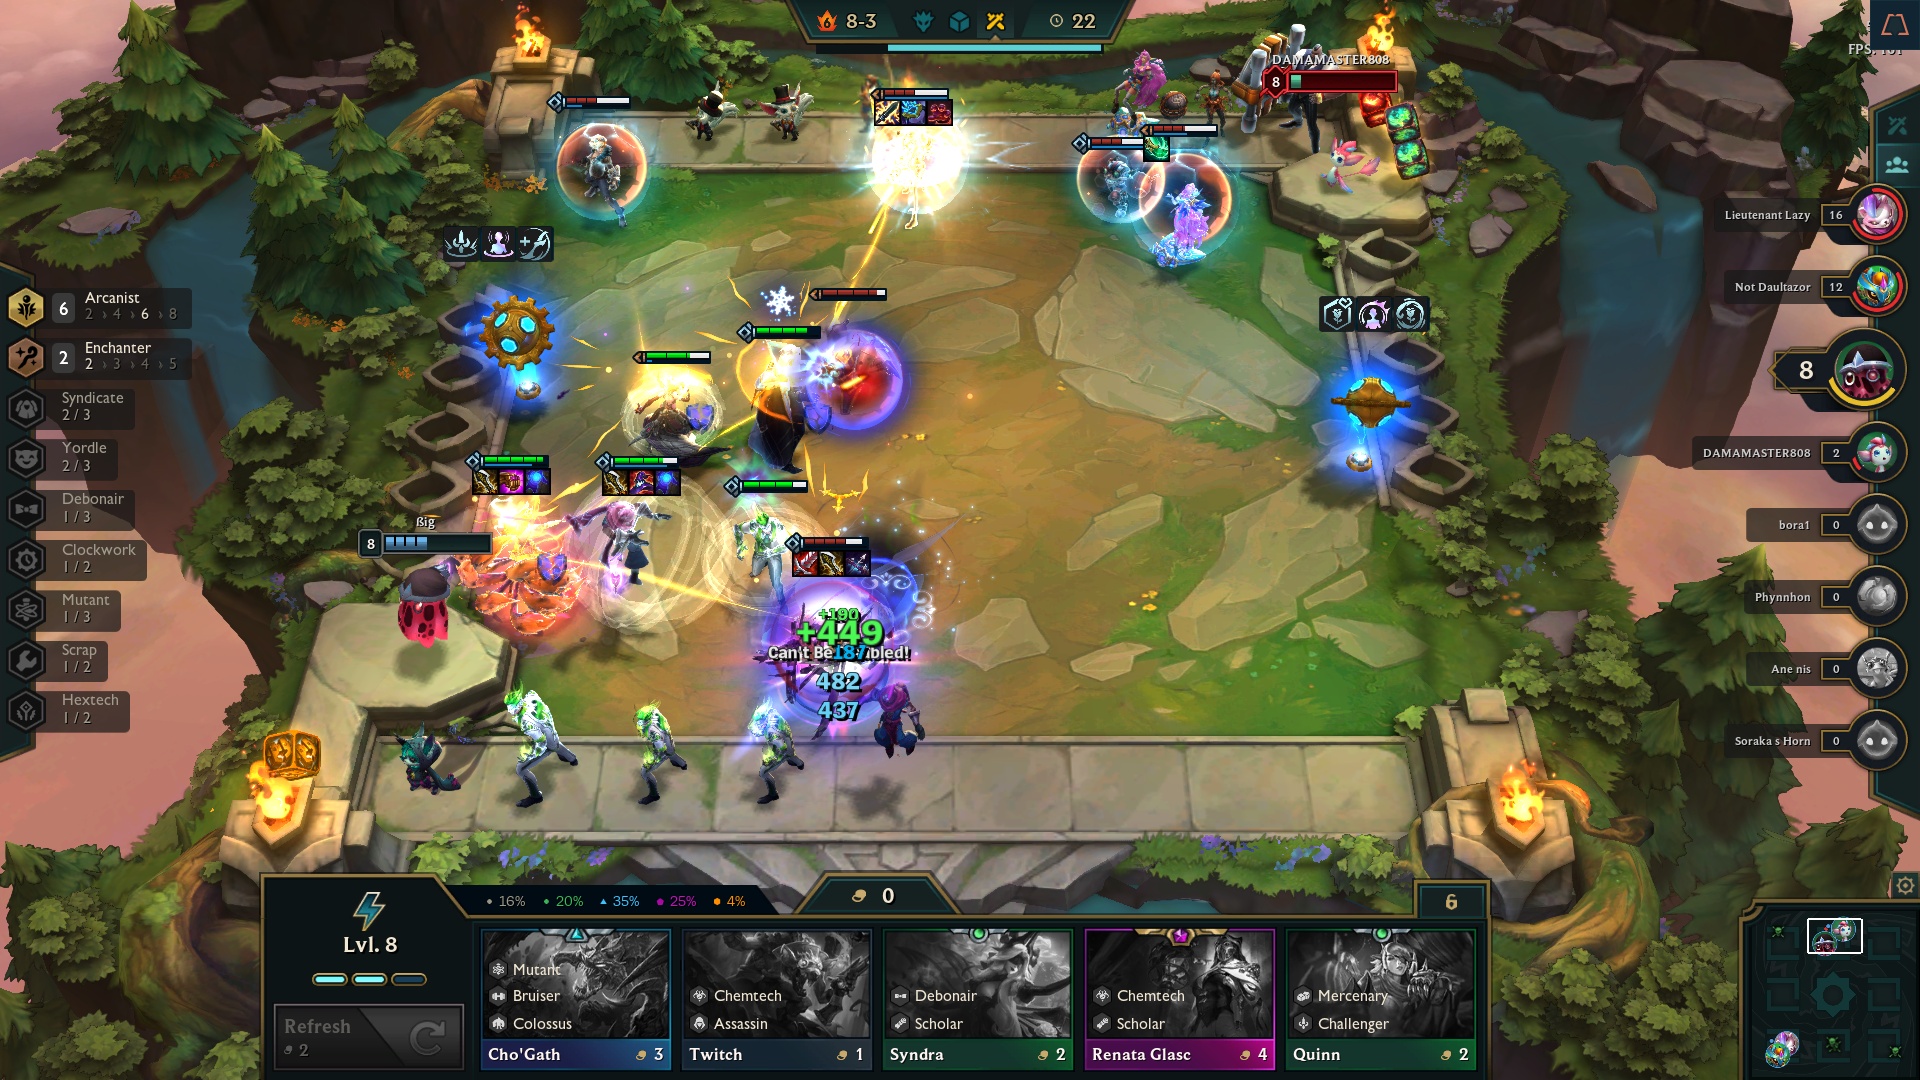 8-3
22
FPS: 101
DAMAMASTER808
8
Lieutenant Lazy 16
Not Daultazor 12
8
DAMAMASTER808 2
bora1 0
Phynnhon 0
Ane nis 0
Soraka s Horn 0
6 Arcanist
2 › 4 › 6 › 8
2 Enchanter
2 › 3 › 4 › 5
Syndicate
2 / 3
Yordle
2 / 3
Debonair
1 / 3
Clockwork
1 / 2
Mutant
1 / 3
Scrap
1 / 2
Hextech
1 / 2
ßig
8
+190
+449
Can't Be
187
482
437
16% 20% 35% 25% 4%
0
6
Lvl. 8
Refresh
2
Mutant
Bruiser
Colossus
Cho'Gath 3
Chemtech
Assassin
Twitch 1
Debonair
Scholar
Syndra 2
Chemtech
Scholar
Renata Glasc 4
Mercenary
Challenger
Quinn 2